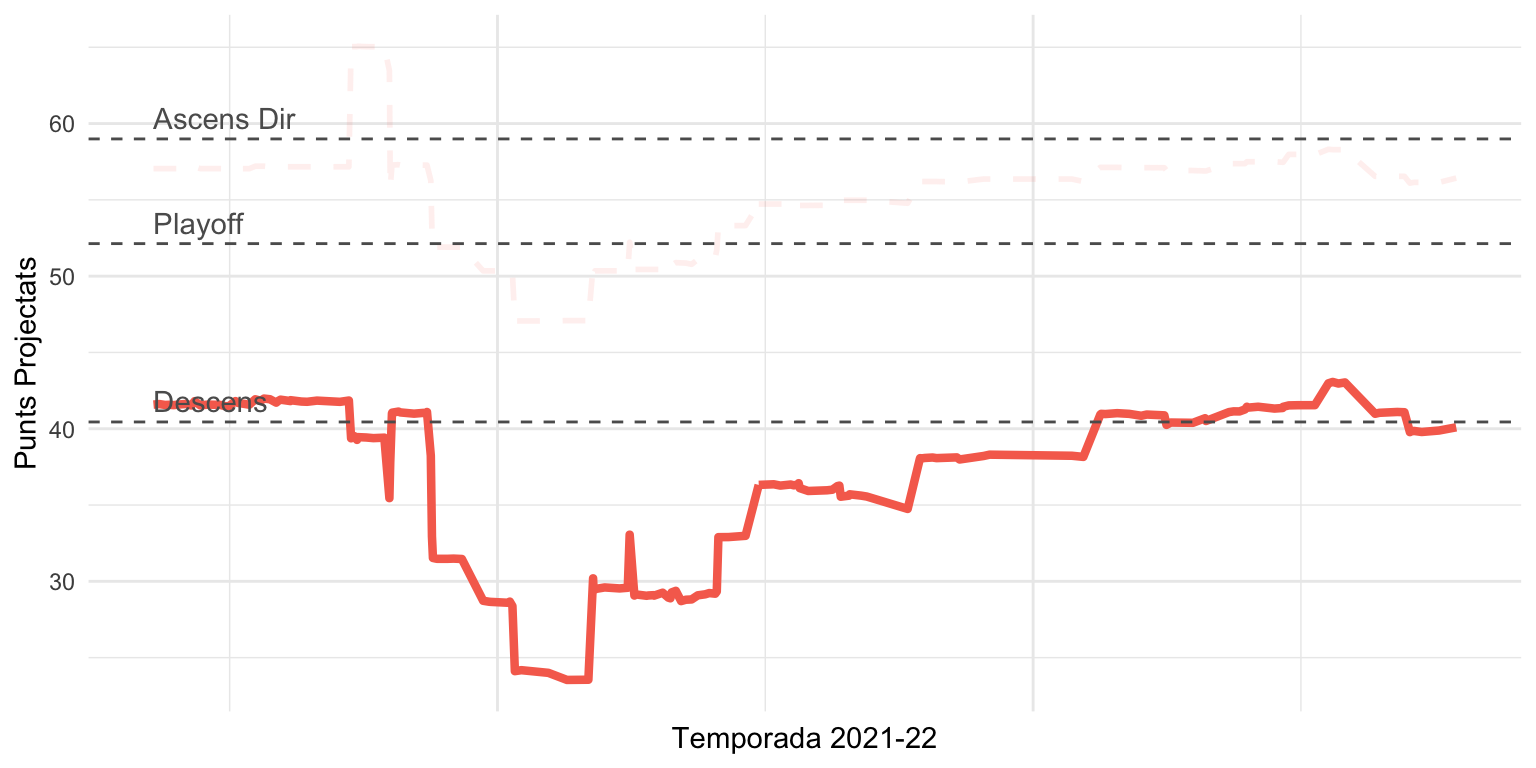 60
50
40
30
Punts Projectats
Ascens Dir
Playoff
Descens
Temporada 2021-22